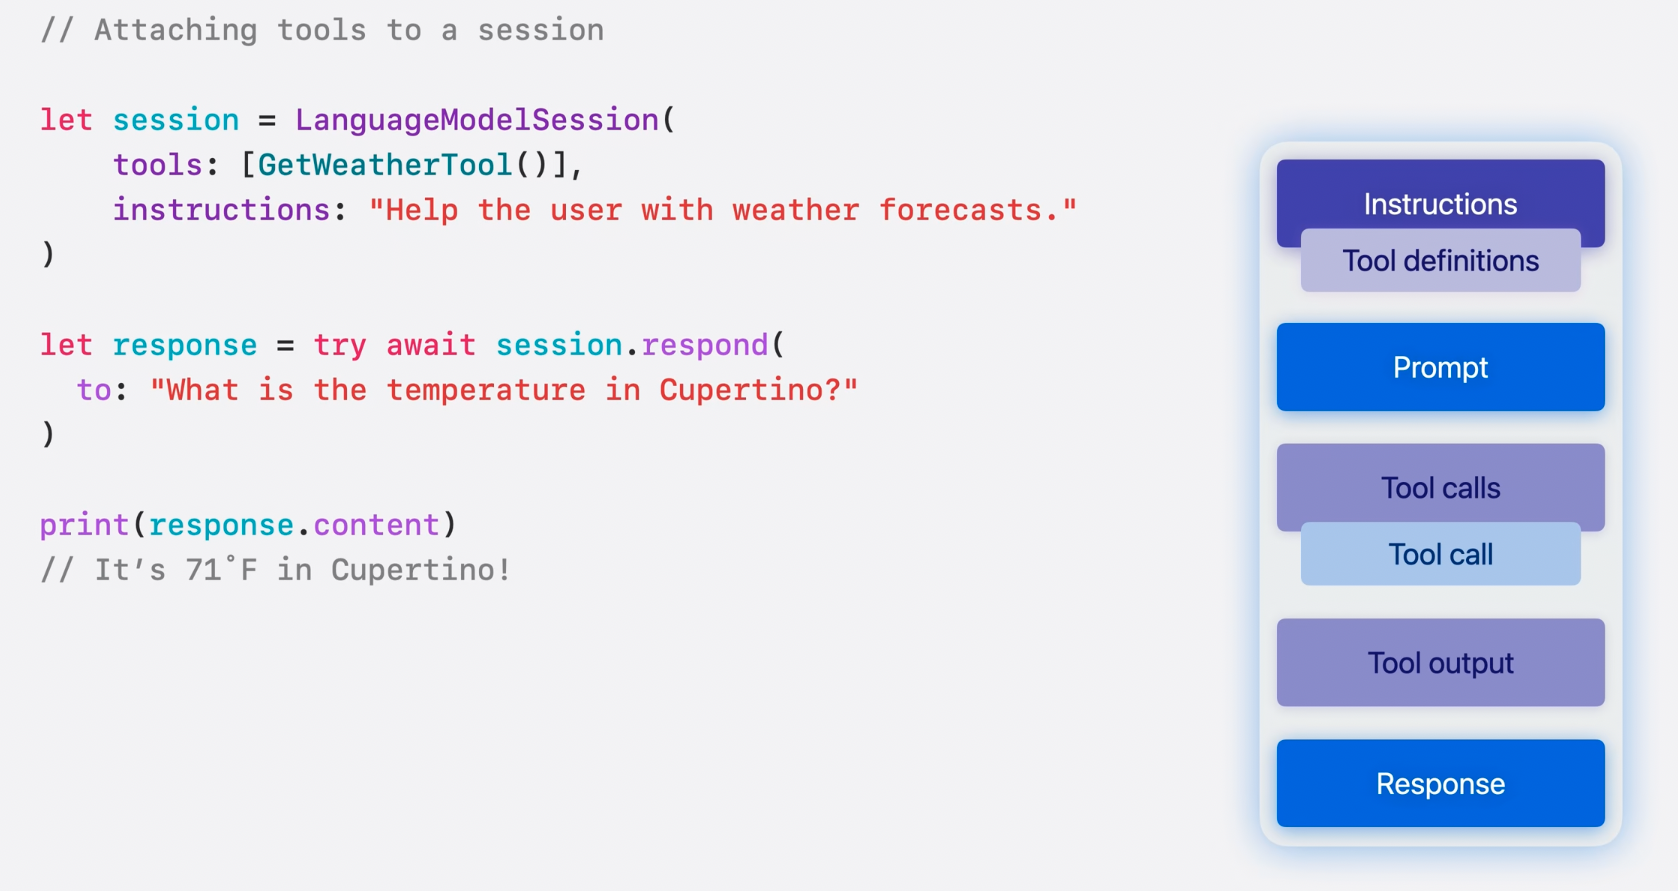 // Attaching tools to a session
let session = LanguageModelSession(
tools: [GetWeatherTool()],
instructions: "Help the user with weather forecasts."
)
let response = try await session.respond(
to: "What is the temperature in Cupertino?"
)
print(response.content)
// It’s 71˚F in Cupertino!
Instructions
Tool definitions
Prompt
Tool calls
Tool call
Tool output
Response